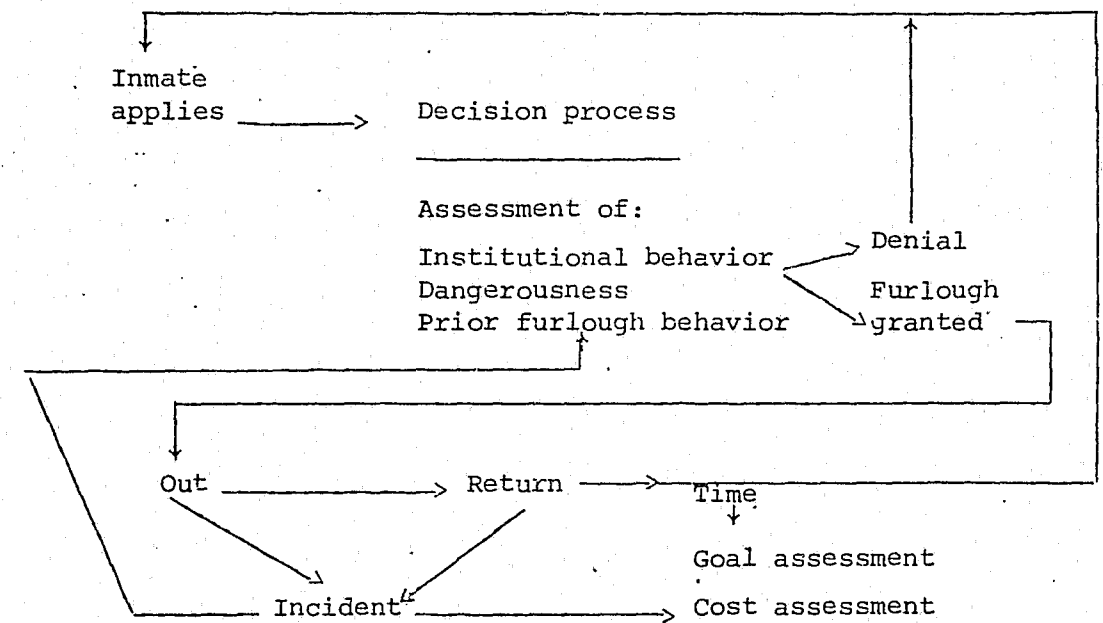 Inmate
applies
Decision process
Assessment of:
Institutional behavior
Dangerousness
Prior furlough behavior
Denial
Furlough
granted
Out
Return
Time
Goal assessment
Incident
Cost assessment